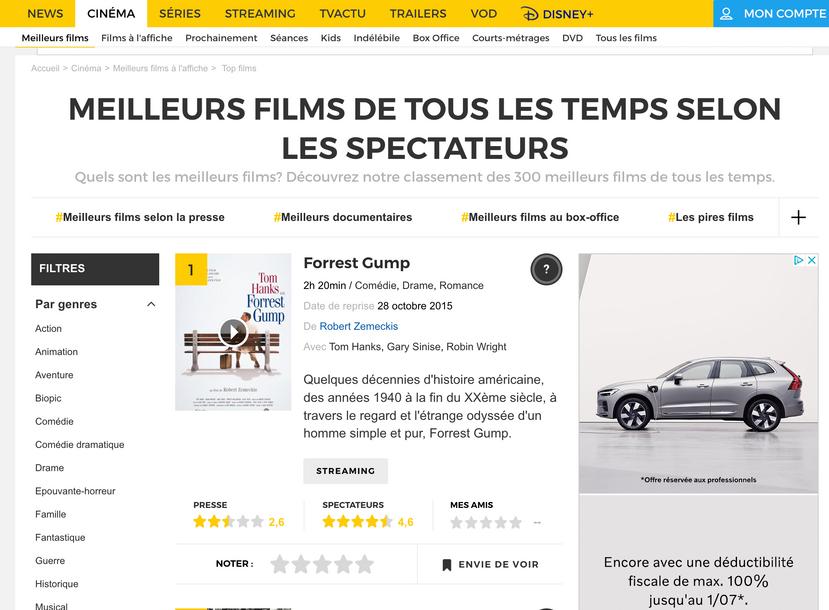 NEWS CINÉMA SÉRIES STREAMING TVACTU TRAILERS VOD DISNEY+ MON COMPTE
Meilleurs films Films à l'affiche Prochainement Séances Kids Indélébile Box Office Courts-métrages DVD Tous les films
Accueil > Cinéma > Meilleurs films à l'affiche > Top films
MEILLEURS FILMS DE TOUS LES TEMPS SELON
LES SPECTATEURS
Quels sont les meilleurs films? Découvrez notre classement des 300 meilleurs films de tous les temps.
#Meilleurs films selon la presse #Meilleurs documentaires #Meilleurs films au box-office #Les pires films +
FILTRES
Par genres
Action
Animation
Aventure
Biopic
Comédie
Comédie dramatique
Drame
Epouvante-horreur
Famille
Fantastique
Guerre
Historique
Musical
1
Tom
Hanks
Forrest
Gump
Robert Zemeckis
Forrest Gump
?
2h 20min / Comédie, Drame, Romance
Date de reprise 28 octobre 2015
De Robert Zemeckis
Avec Tom Hanks, Gary Sinise, Robin Wright
Quelques décennies d'histoire américaine,
des années 1940 à la fin du XXème siècle, à
travers le regard et l'étrange odyssée d'un
homme simple et pur, Forrest Gump.
STREAMING
PRESSE SPECTATEURS MES AMIS
2,6 4,6 --
NOTER : ENVIE DE VOIR
*Offre réservée aux professionnels
Encore avec une déductibilité
fiscale de max. 100%
jusqu'au 1/07*.